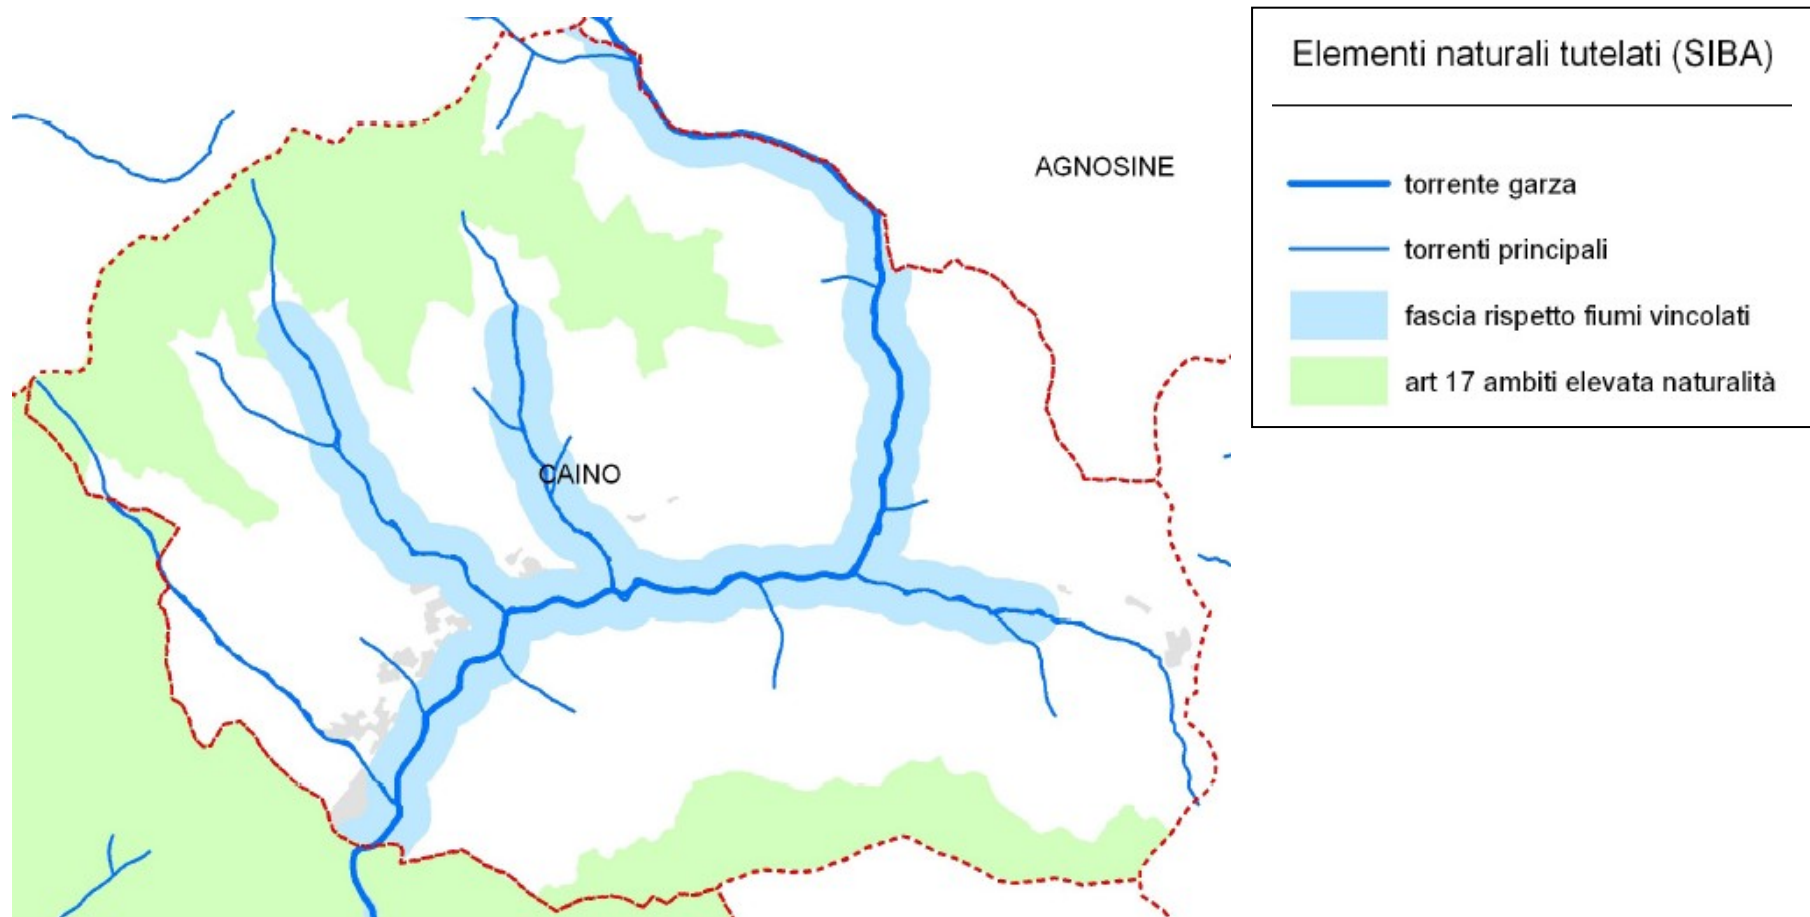 Elementi naturali tutelati (SIBA)
AGNOSINE
torrente garza
torrenti principali
fascia rispetto fiumi vincolati
art 17 ambiti elevata naturalità
CAINO